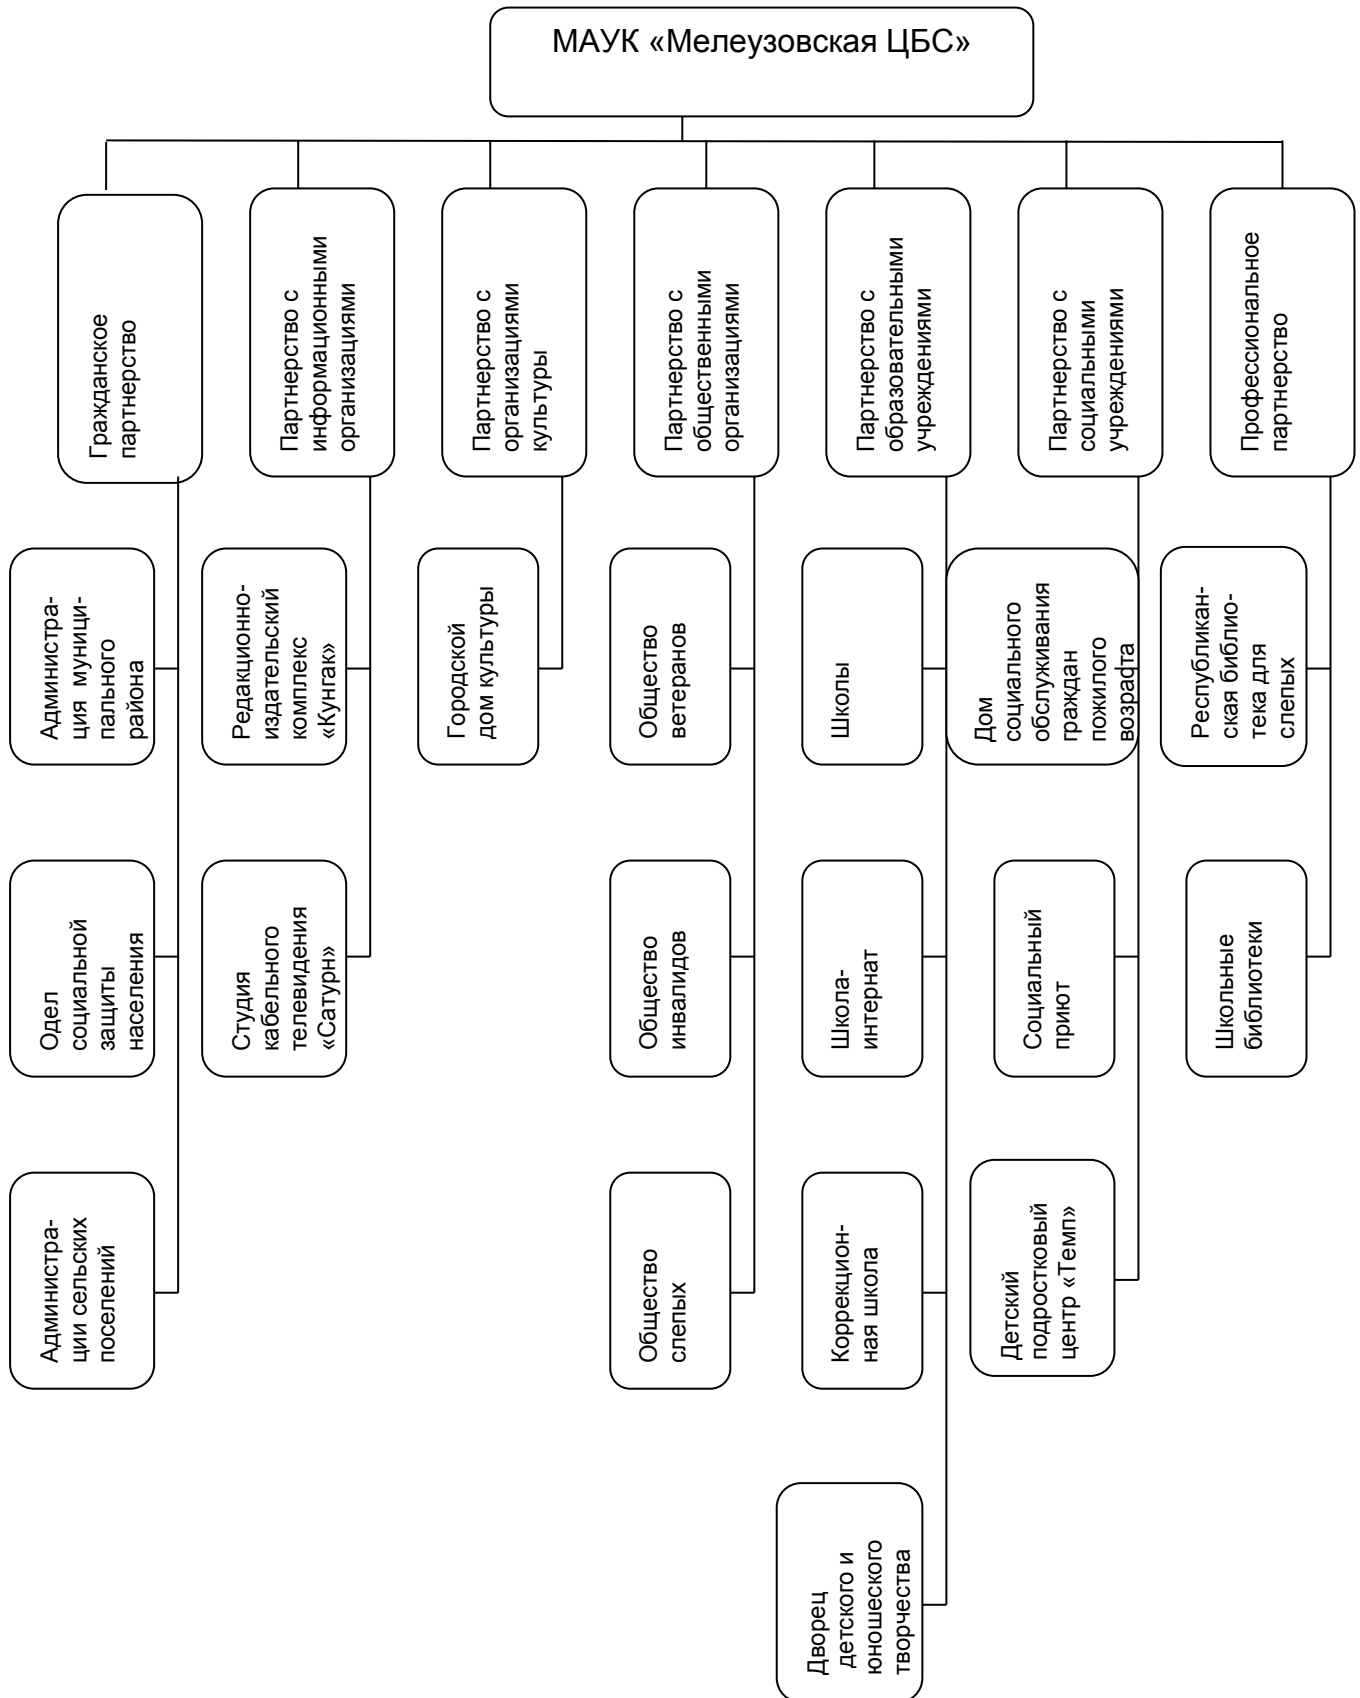 МАУК «Мелеузовская ЦБС»
Гражданское
партнерство
Партнерство с
информационными
организациями
Партнерство с
организациями
культуры
Партнерство с
общественными
организациями
Партнерство с
образовательными
учреждениями
Партнерство с
социальными
учреждениями
Профессиональное
партнерство
Администра-
ция муници-
пального
района
Редакционно-
издательский
комплекс
«Кунгак»
Городской
дом культуры
Общество
ветеранов
Школы
Дом
социального
обслуживания
граждан
пожилого
возрафта
Республикан-
ская библио-
тека для
слепых
Одел
социальной
защиты
населения
Студия
кабельного
телевидения
«Сатурн»
Общество
инвалидов
Школа-
интернат
Социальный
приют
Школьные
библиотеки
Администра-
ции сельских
поселений
Общество
слепых
Коррекцион-
ная школа
Детский
подростковый
центр «Темп»
Дворец
детского и
юношеского
творчества